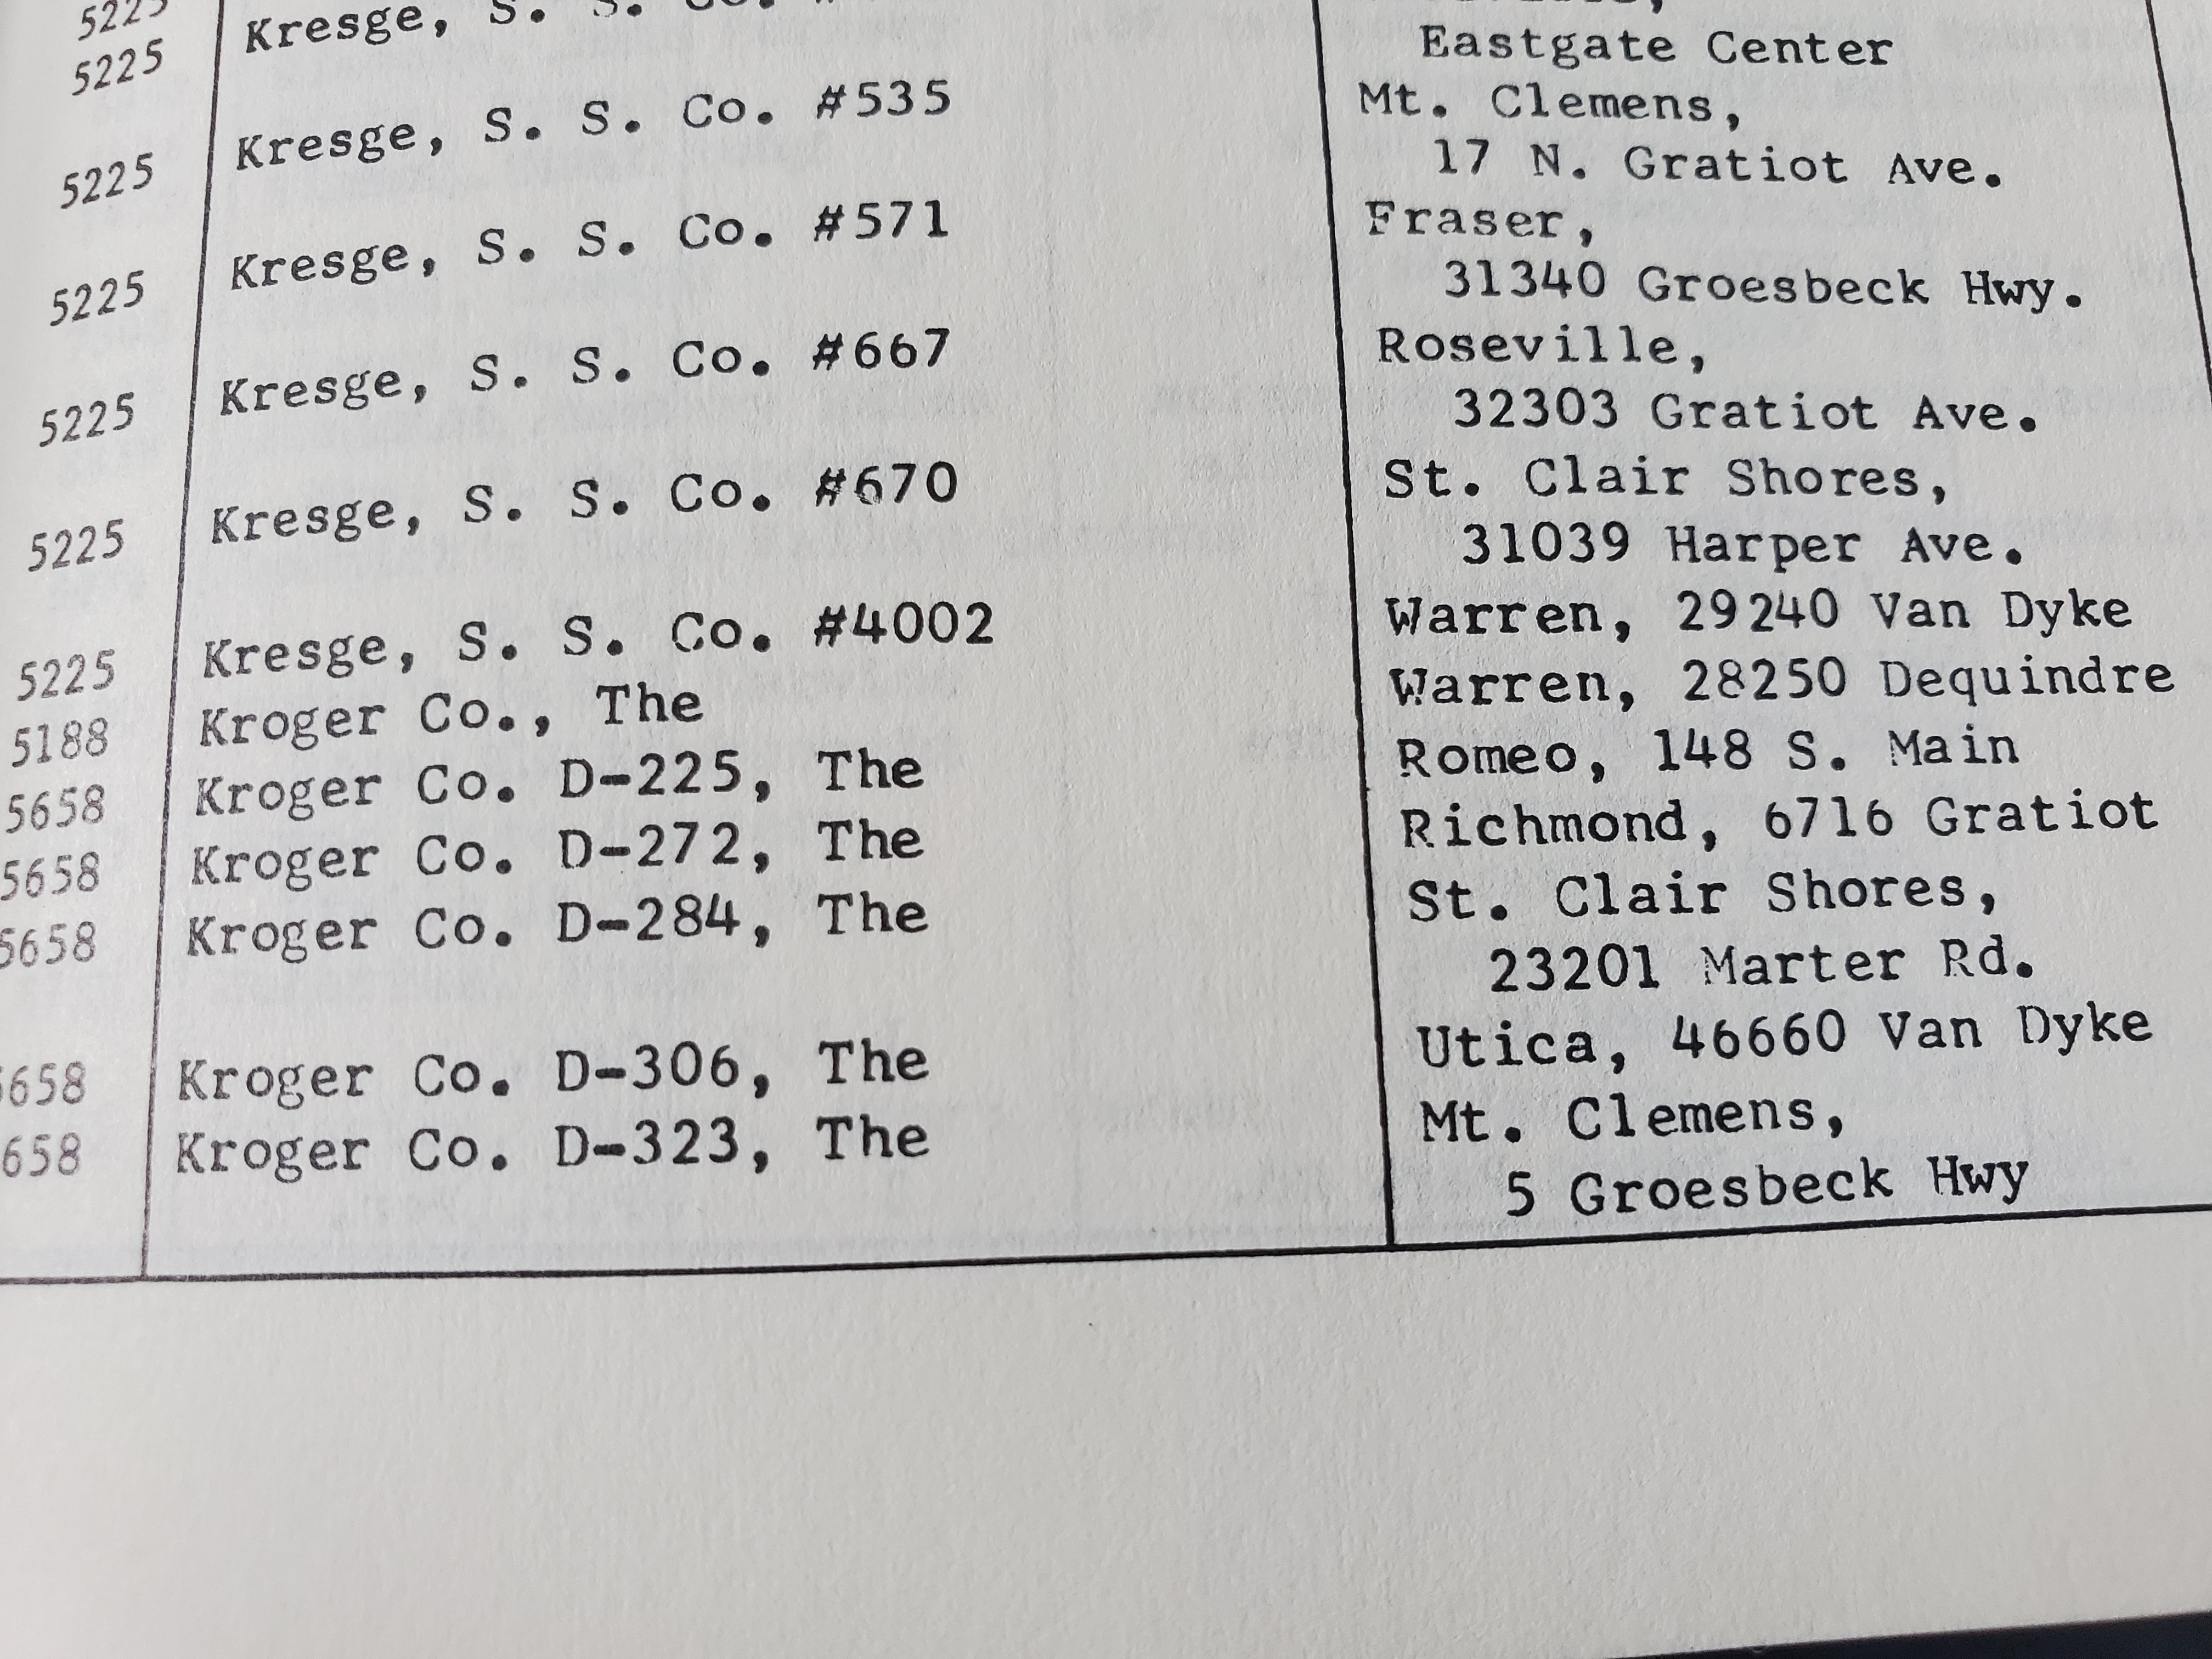 5225
5225 Kresge, S. S. Co.
Eastgate Center
5225 Kresge, S. S. Co. #535 Mt. Clemens,
17 N. Gratiot Ave.
5225 Kresge, S. S. Co. #571 Fraser,
31340 Groesbeck Hwy.
5225 Kresge, S. S. Co. #667 Roseville,
32303 Gratiot Ave.
5225 Kresge, S. S. Co. #670 St. Clair Shores,
31039 Harper Ave.
5225 Kresge, S. S. Co. #4002 Warren, 29240 Van Dyke
5188 Kroger Co., The Warren, 28250 Dequindre
5658 Kroger Co. D-225, The Romeo, 148 S. Main
5658 Kroger Co. D-272, The Richmond, 6716 Gratiot
5658 Kroger Co. D-284, The St. Clair Shores,
23201 Marter Rd.
5658 Kroger Co. D-306, The Utica, 46660 Van Dyke
658 Kroger Co. D-323, The Mt. Clemens,
5 Groesbeck Hwy